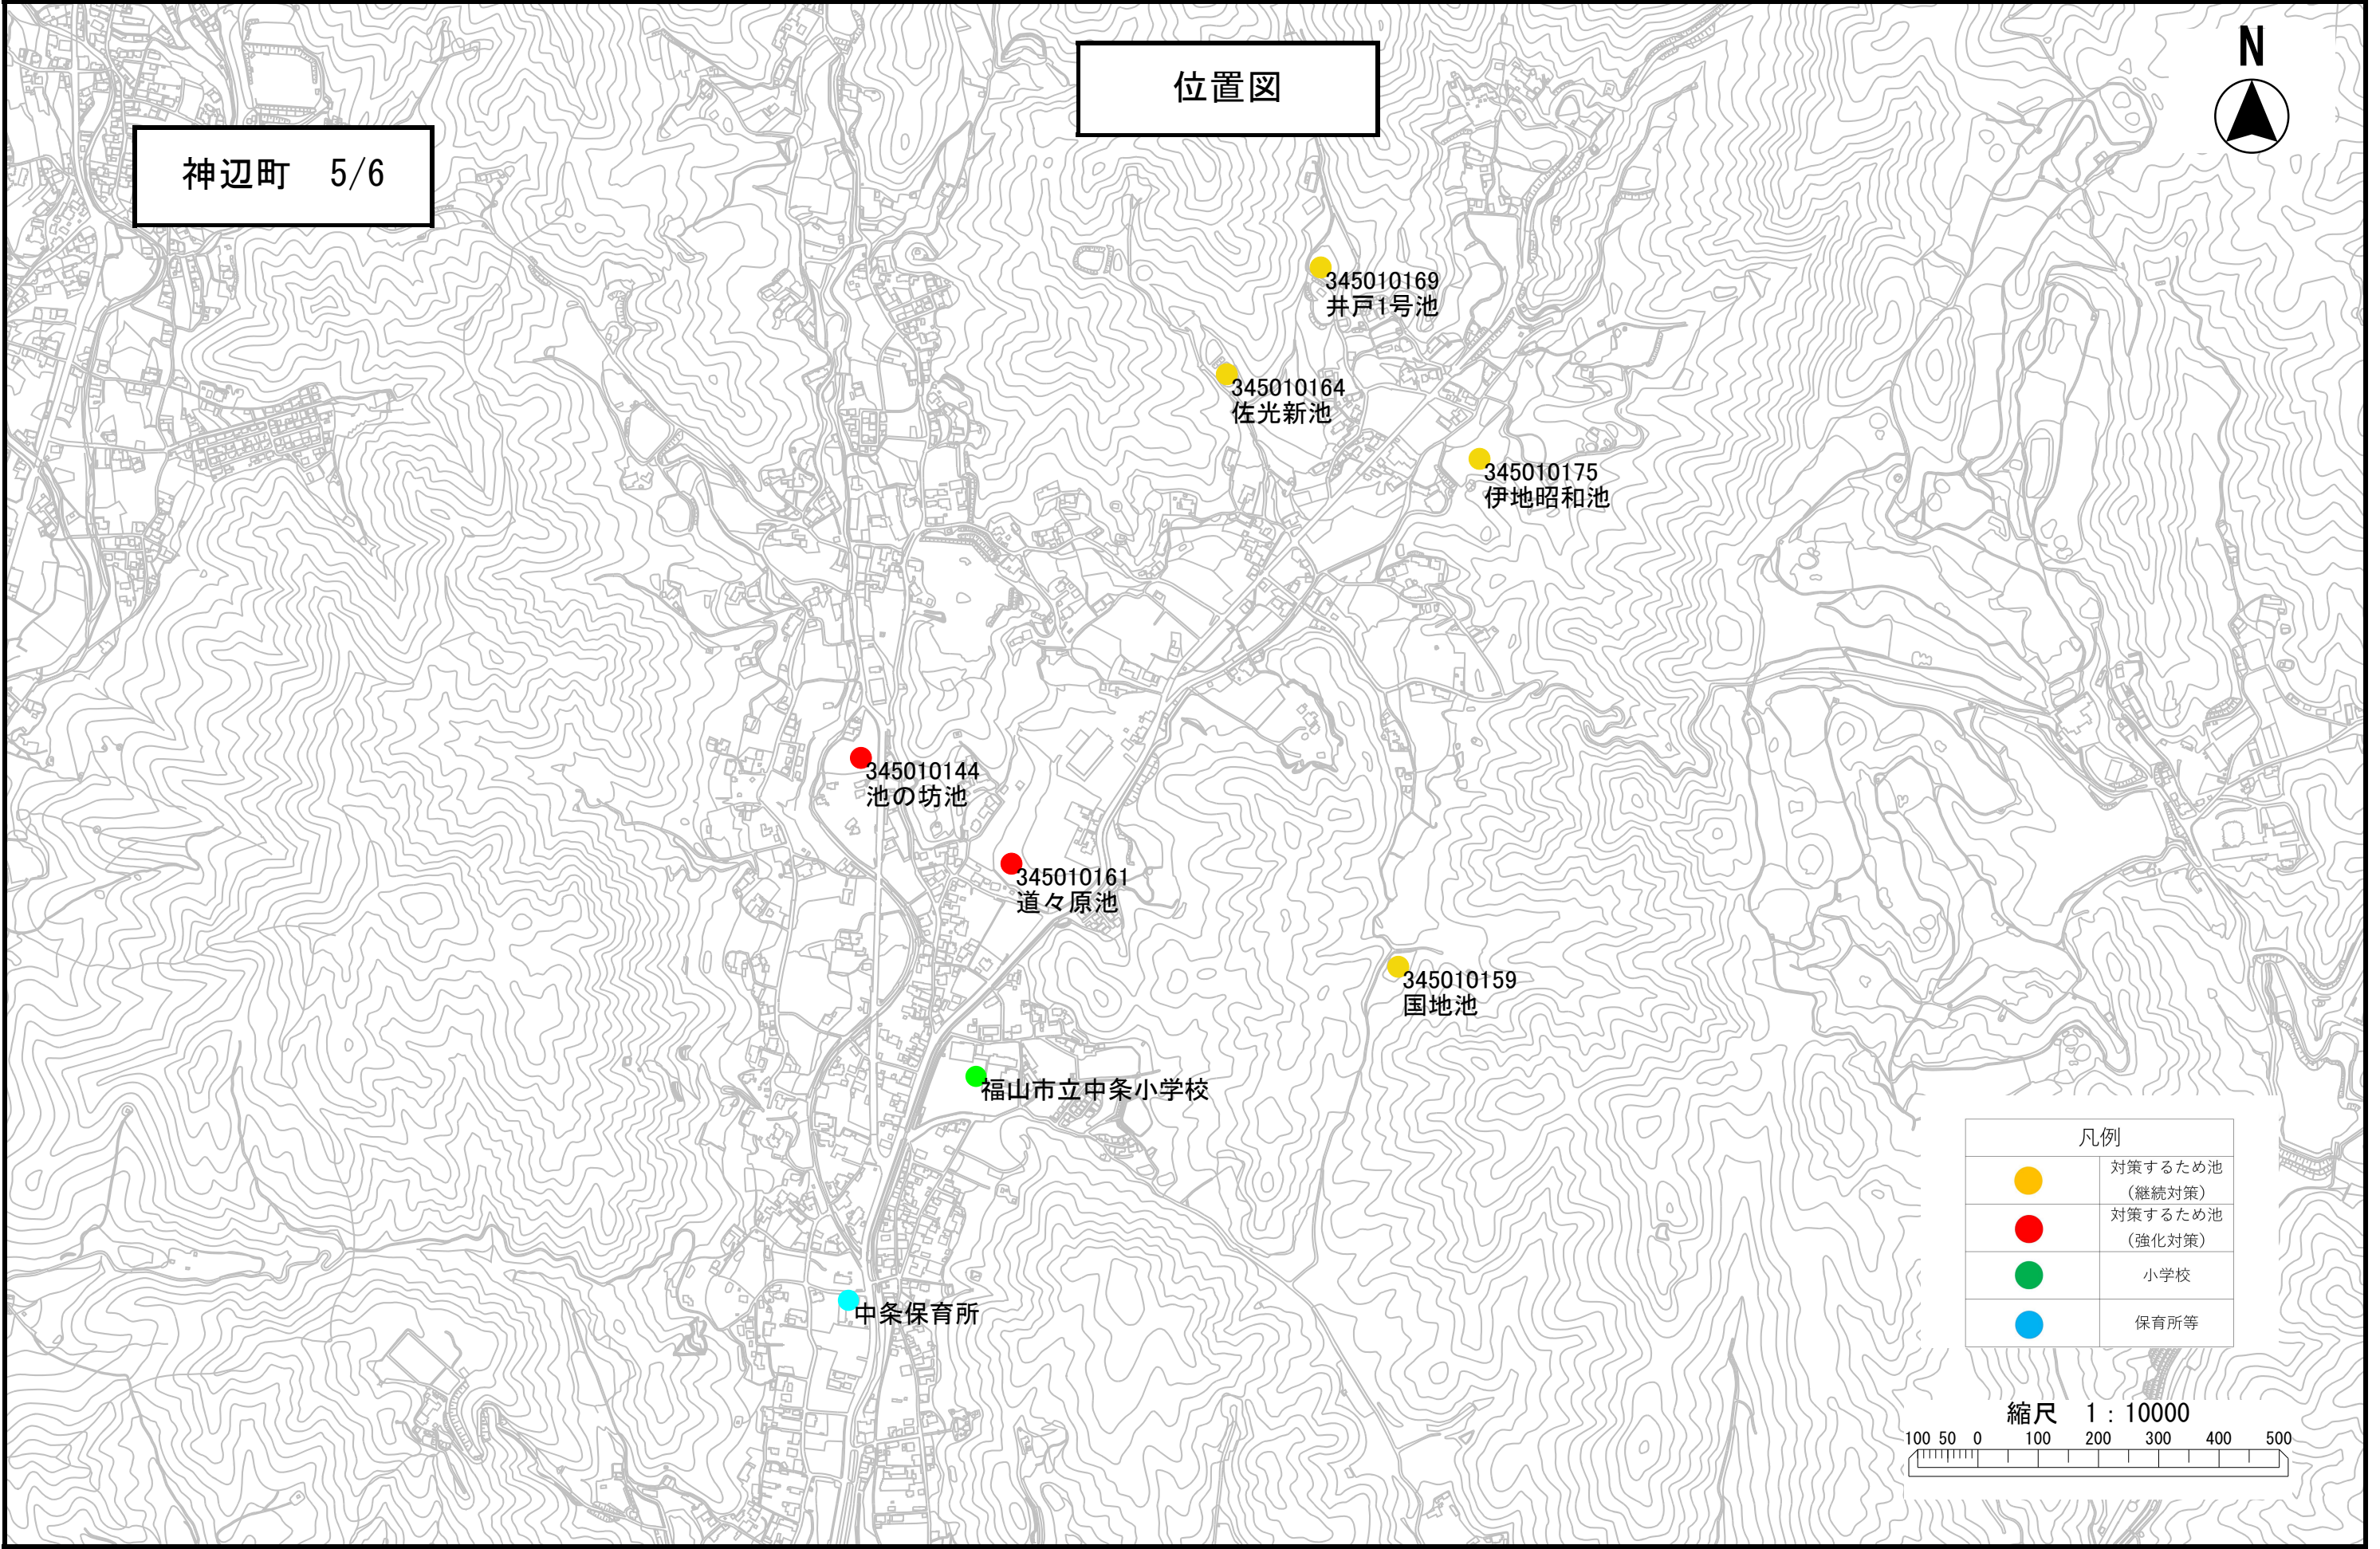 位置図
N
神辺町 5/6
345010169
井戸1号池
345010164
佐光新池
345010175
伊地昭和池
345010144
池の坊池
345010161
道々原池
345010159
国地池
福山市立中条小学校
中条保育所
凡例
対策するため池
(継続対策)
対策するため池
(強化対策)
小学校
保育所等
縮尺 1:10000
100 50 0 100 200 300 400 500